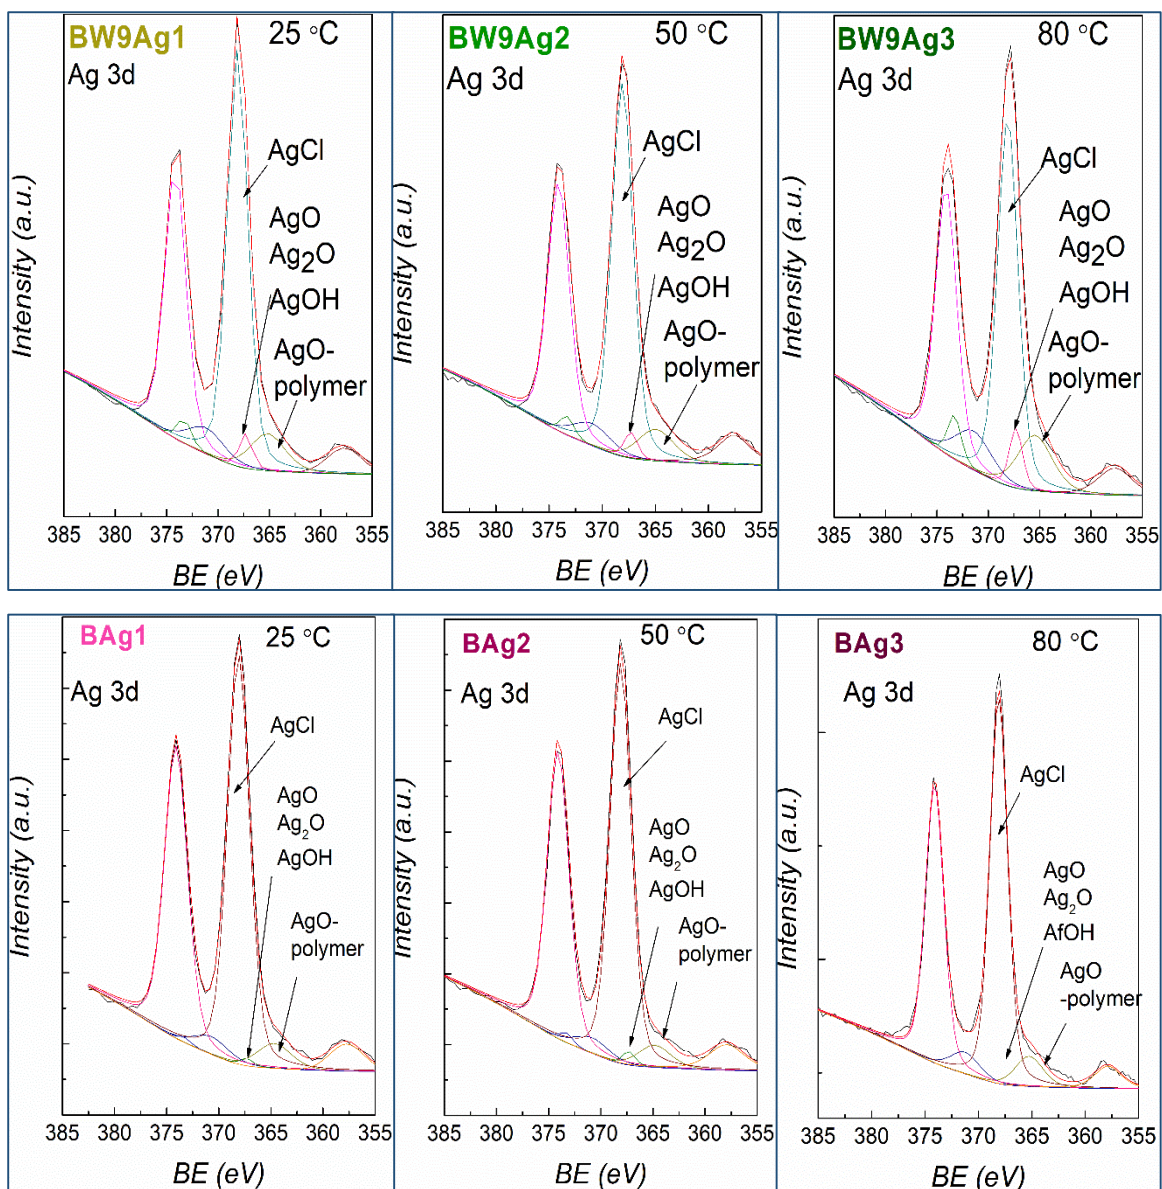 BW9Ag1 25 °C
Ag 3d
AgCl
AgO
Ag₂O
AgOH
AgO-
polymer
Intensity (a.u.)
385 380 375 370 365 360 355
BE (eV)
BW9Ag2 50 °C
Ag 3d
AgCl
AgO
Ag₂O
AgOH
AgO-
polymer
Intensity (a.u.)
385 380 375 370 365 360 355
BE (eV)
BW9Ag3 80 °C
Ag 3d
AgCl
AgO
Ag₂O
AgOH
AgO-
polymer
Intensity (a.u.)
385 380 375 370 365 360 355
BE (eV)
BAg1 25 °C
Ag 3d
AgCl
AgO
Ag₂O
AgOH
AgO-
polymer
Intensity (a.u.)
385 380 375 370 365 360 355
BE (eV)
BAg2 50 °C
Ag 3d
AgCl
AgO
Ag₂O
AgOH
AgO-
polymer
Intensity (a.u.)
385 380 375 370 365 360 355
BE (eV)
BAg3 80 °C
Ag 3d
AgCl
AgO
Ag₂O
AfOH
AgO
-polymer
Intensity (a.u.)
385 380 375 370 365 360 355
BE (eV)